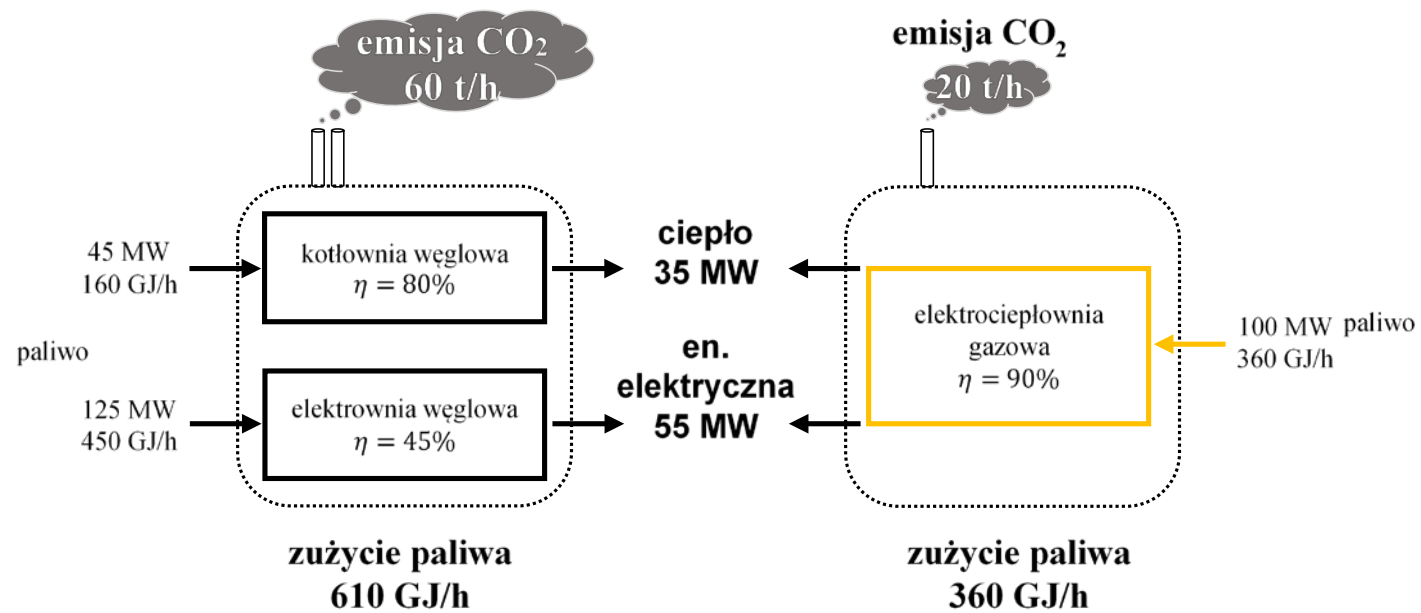 emisja CO₂
60 t/h
emisja CO₂
20 t/h
45 MW
160 GJ/h
paliwo
125 MW
450 GJ/h
kotłownia węglowa
η = 80%
elektrownia węglowa
η = 45%
ciepło
35 MW
en.
elektryczna
55 MW
elektrociepłownia
gazowa
η = 90%
100 MW
360 GJ/h
paliwo
zużycie paliwa
610 GJ/h
zużycie paliwa
360 GJ/h